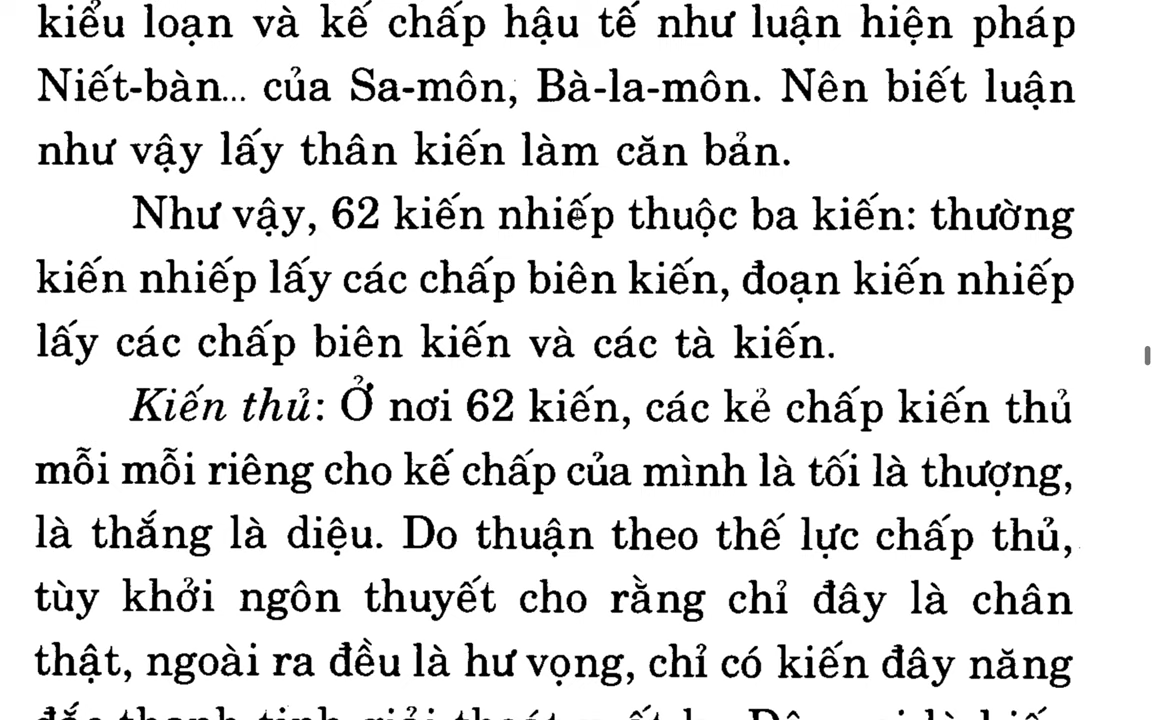 kiểu loạn và kế chấp hậu tế như luận hiện pháp
Niết-bàn... của Sa-môn, Bà-la-môn. Nên biết luận
như vậy lấy thân kiến làm căn bản.
Như vậy, 62 kiến nhiếp thuộc ba kiến: thường
kiến nhiếp lấy các chấp biên kiến, đoạn kiến nhiếp
lấy các chấp biên kiến và các tà kiến.
Kiến thủ: Ở nơi 62 kiến, các kẻ chấp kiến thủ
mỗi mỗi riêng cho kế chấp của mình là tối là thượng,
là thắng là diệu. Do thuận theo thế lực chấp thủ,
tùy khởi ngôn thuyết cho rằng chỉ đây là chân
thật, ngoài ra đều là hư vọng, chỉ có kiến đây năng